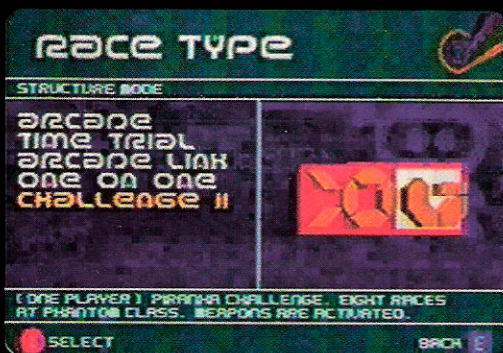 RACE TYPE
STRUCTURE MODE
ARCADE
TIME TRIAL
ARCADE LINK
ONE ON ONE
CHALLENGE II
(ONE PLAYER) PIRANHA CHALLENGE. EIGHT RACES
AT PHANTOM CLASS. WEAPONS ARE ACTIVATED.
SELECT
BACH E